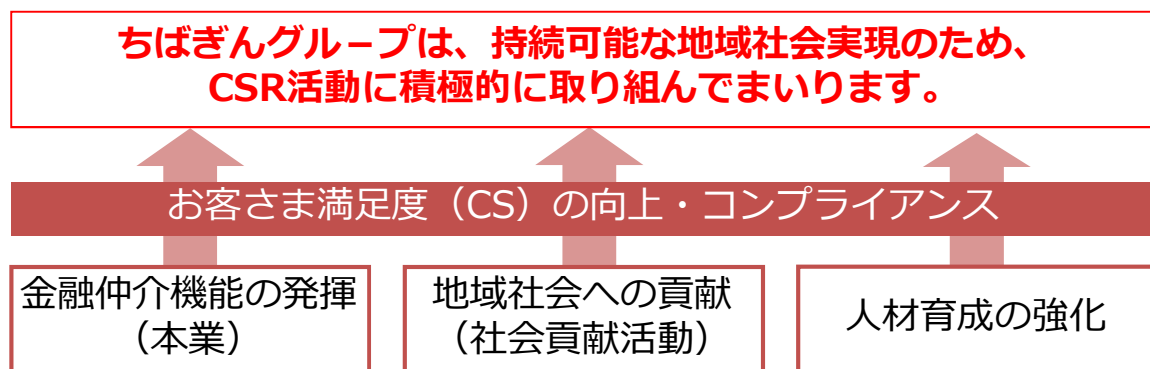 ちばぎんグループは、持続可能な地域社会実現のため、
CSR活動に積極的に取り組んでまいります。
お客さま満足度（CS）の向上・コンプライアンス
金融仲介機能の発揮
（本業）
地域社会への貢献
（社会貢献活動）
人材育成の強化